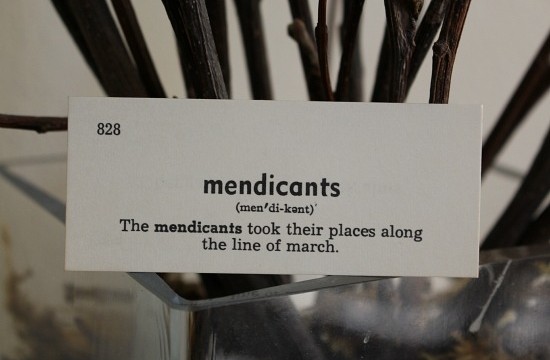 828
mendicants
(men′di-kənt)
The mendicants took their places along
the line of march.